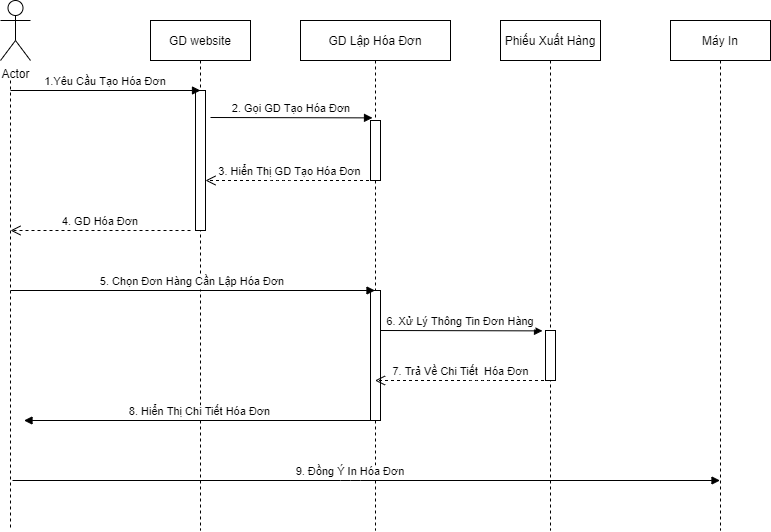 Actor
GD website
GD Lập Hóa Đơn
Phiếu Xuất Hàng
Máy In
1.Yêu Cầu Tạo Hóa Đơn
2. Gọi GD Tạo Hóa Đơn
3. Hiển Thị GD Tạo Hóa Đơn
4. GD Hóa Đơn
5. Chọn Đơn Hàng Cần Lập Hóa Đơn
6. Xử Lý Thông Tin Đơn Hàng
7. Trả Về Chi Tiết Hóa Đơn
8. Hiển Thị Chi Tiết Hóa Đơn
9. Đồng Ý In Hóa Đơn